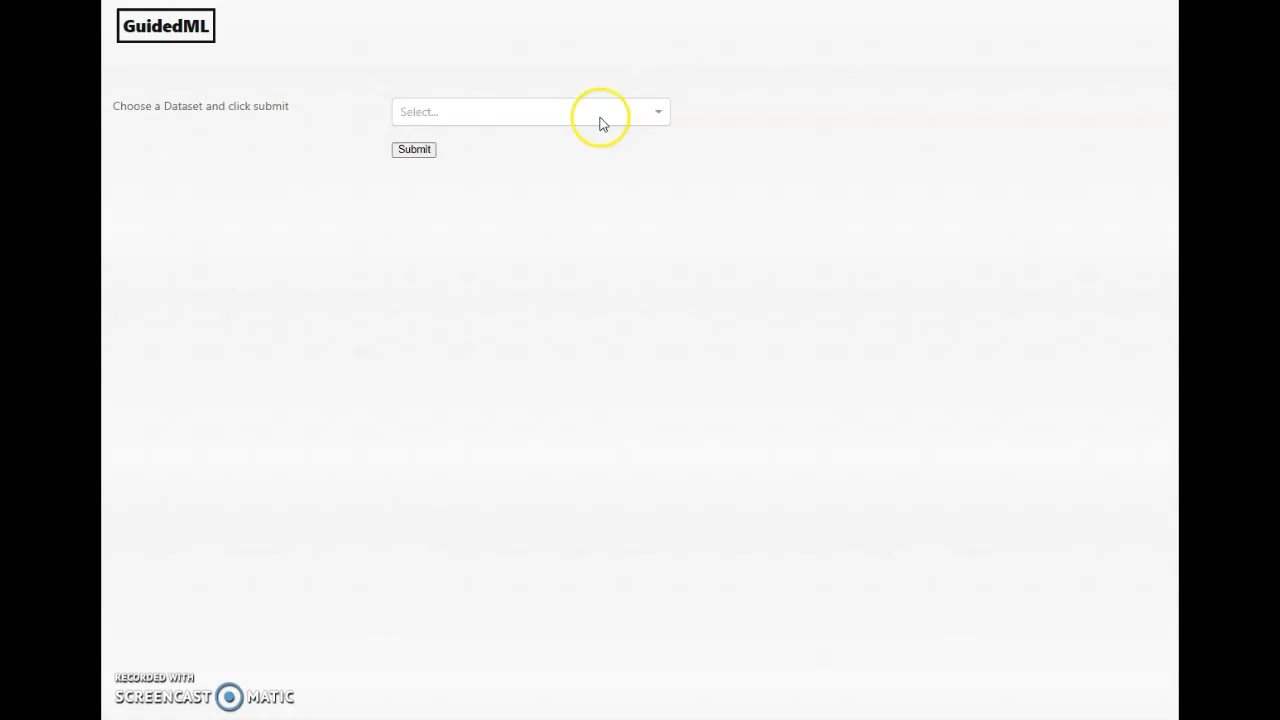 GuidedML
Choose a Dataset and click submit
Select...
Submit
RECORDED WITH
SCREENCAST MATIC